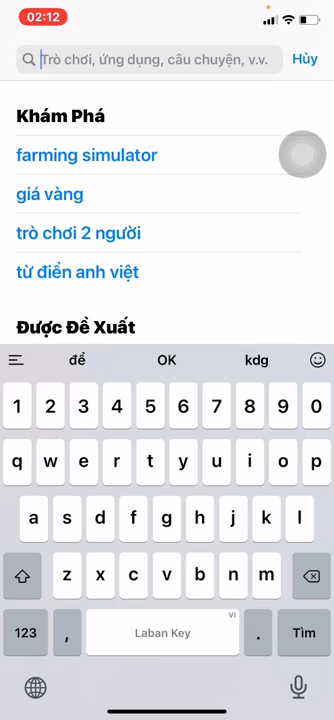 02:12
Trò chơi, ứng dụng, câu chuyện, v.v.
Hủy
Khám Phá
farming simulator
giá vàng
trò chơi 2 người
từ điển anh việt
Được Đề Xuất
để OK kdg
1 2 3 4 5 6 7 8 9 0
q w e r t y u i o p
a s d f g h j k l
z x c v b n m
123 , Laban Key VI . Tìm